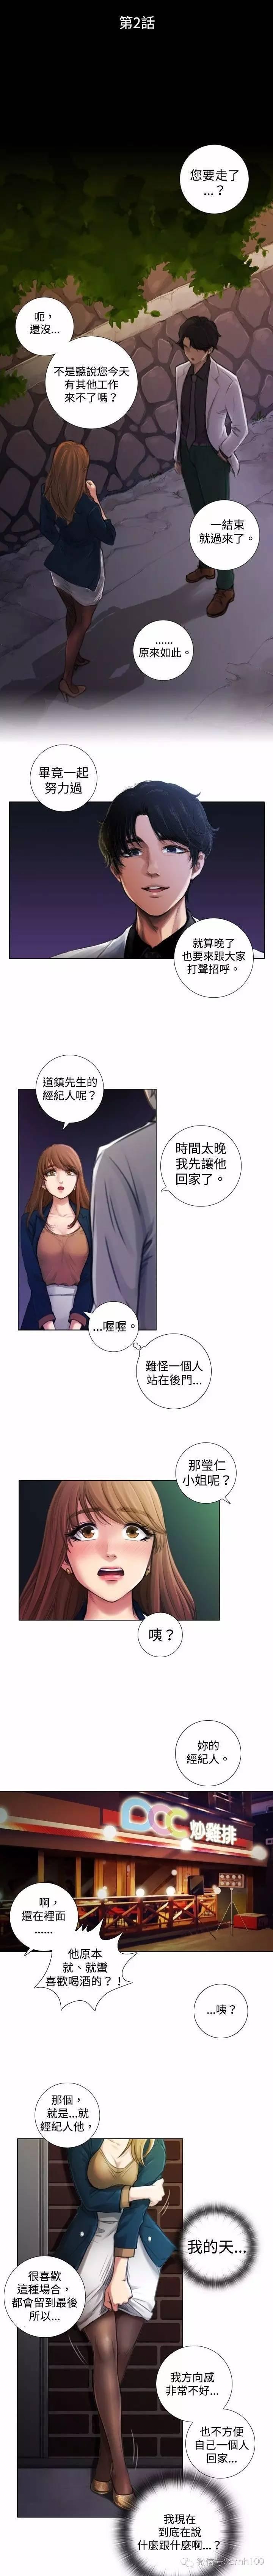 第2話
您要走了
...？
呃，
還沒...
不是聽說您今天
有其他工作
來不了嗎？
一結束
就過來了。
......
原來如此。
畢竟一起
努力過
就算晚了
也要來跟大家
打聲招呼。
道鎮先生的
經紀人呢？
時間太晚
我先讓他
回家了。
...喔喔。
難怪一個人
站在後門...
那瑩仁
小姐呢？
咦？
妳的
經紀人。
DOC
炒雞排
啊，
還在裡面
......
他原本
就、就蠻
喜歡喝酒的？！
...咦？
那個，
就是...就
經紀人他，
我的天...
很喜歡
這種場合，
都會留到最後
所以...
我方向感
非常不好...
也不方便
自己一個人
回家...
我現在
到底在說
什麼跟什麼啊...？